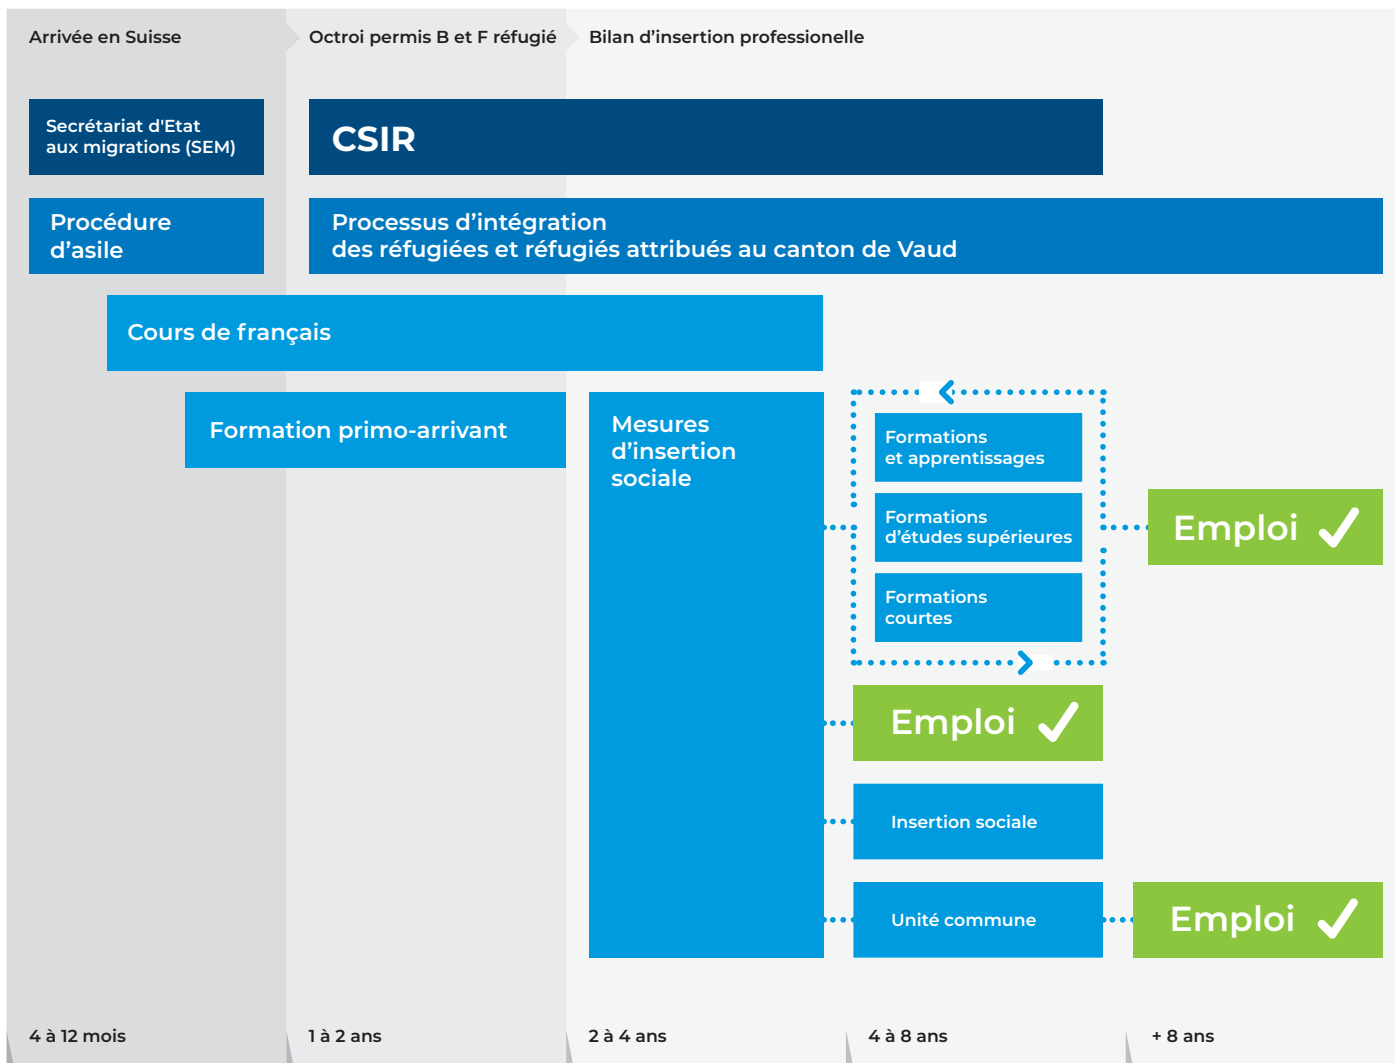 Arrivée en Suisse
Octroi permis B et F réfugié
Bilan d’insertion professionelle
Secrétariat d'Etat
aux migrations (SEM)
CSIR
Procédure
d’asile
Processus d’intégration
des réfugiées et réfugiés attribués au canton de Vaud
Cours de français
Formation primo-arrivant
Mesures
d’insertion
sociale
Formations
et apprentissages
Formations
d’études supérieures
Formations
courtes
Emploi
Emploi
Insertion sociale
Unité commune
Emploi
4 à 12 mois
1 à 2 ans
2 à 4 ans
4 à 8 ans
+ 8 ans